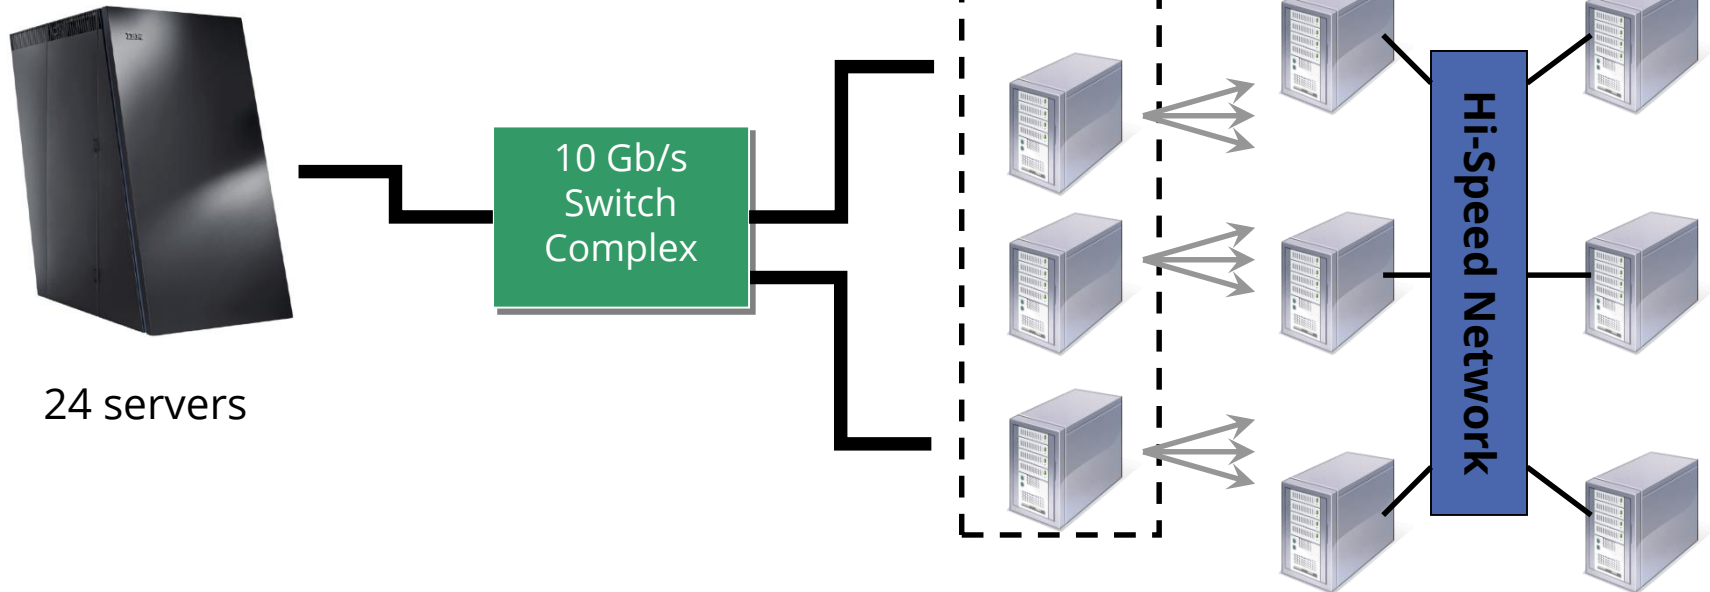 10 Gb/s
Switch
Complex
Hi-Speed Network
24 servers